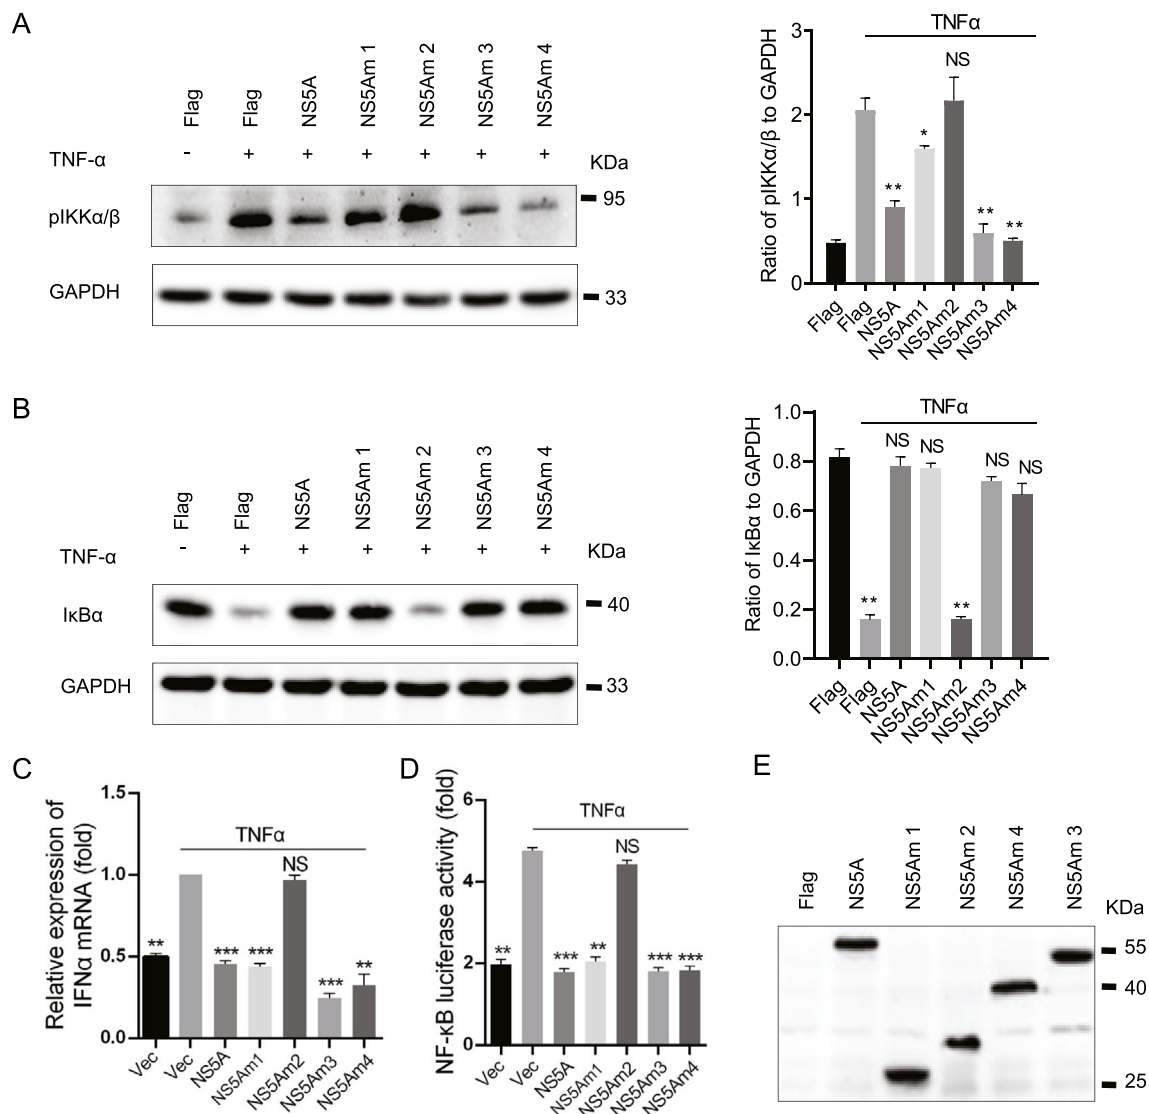 A
Flag
Flag
NS5A
NS5Am 1
NS5Am 2
NS5Am 3
NS5Am 4
TNF-α - + + + + + +
KDa
pIKKα/β
95
GAPDH
33
Ratio of pIKKα/β to GAPDH
TNFα
3
2
1
0
**
*
NS
**
**
Flag
Flag
NS5A
NS5Am1
NS5Am2
NS5Am3
NS5Am4
B
Flag
Flag
NS5A
NS5Am 1
NS5Am 2
NS5Am 3
NS5Am 4
TNF-α - + + + + + +
KDa
IκBα
40
GAPDH
33
Ratio of IκBα to GAPDH
TNFα
1.0
0.8
0.6
0.4
0.2
0.0
**
NS
NS
**
NS
NS
Flag
Flag
NS5A
NS5Am1
NS5Am2
NS5Am3
NS5Am4
C
Relative expression of
IFNα mRNA (fold)
TNFα
1.5
1.0
0.5
0.0
**
***
***
NS
***
**
Vec
Vec
NS5A
NS5Am1
NS5Am2
NS5Am3
NS5Am4
D
NF-κB luciferase activity (fold)
TNFα
6
4
2
0
**
***
**
NS
***
***
Vec
Vec
NS5A
NS5Am1
NS5Am2
NS5Am3
NS5Am4
E
Flag
NS5A
NS5Am 1
NS5Am 2
NS5Am 4
NS5Am 3
KDa
55
40
25